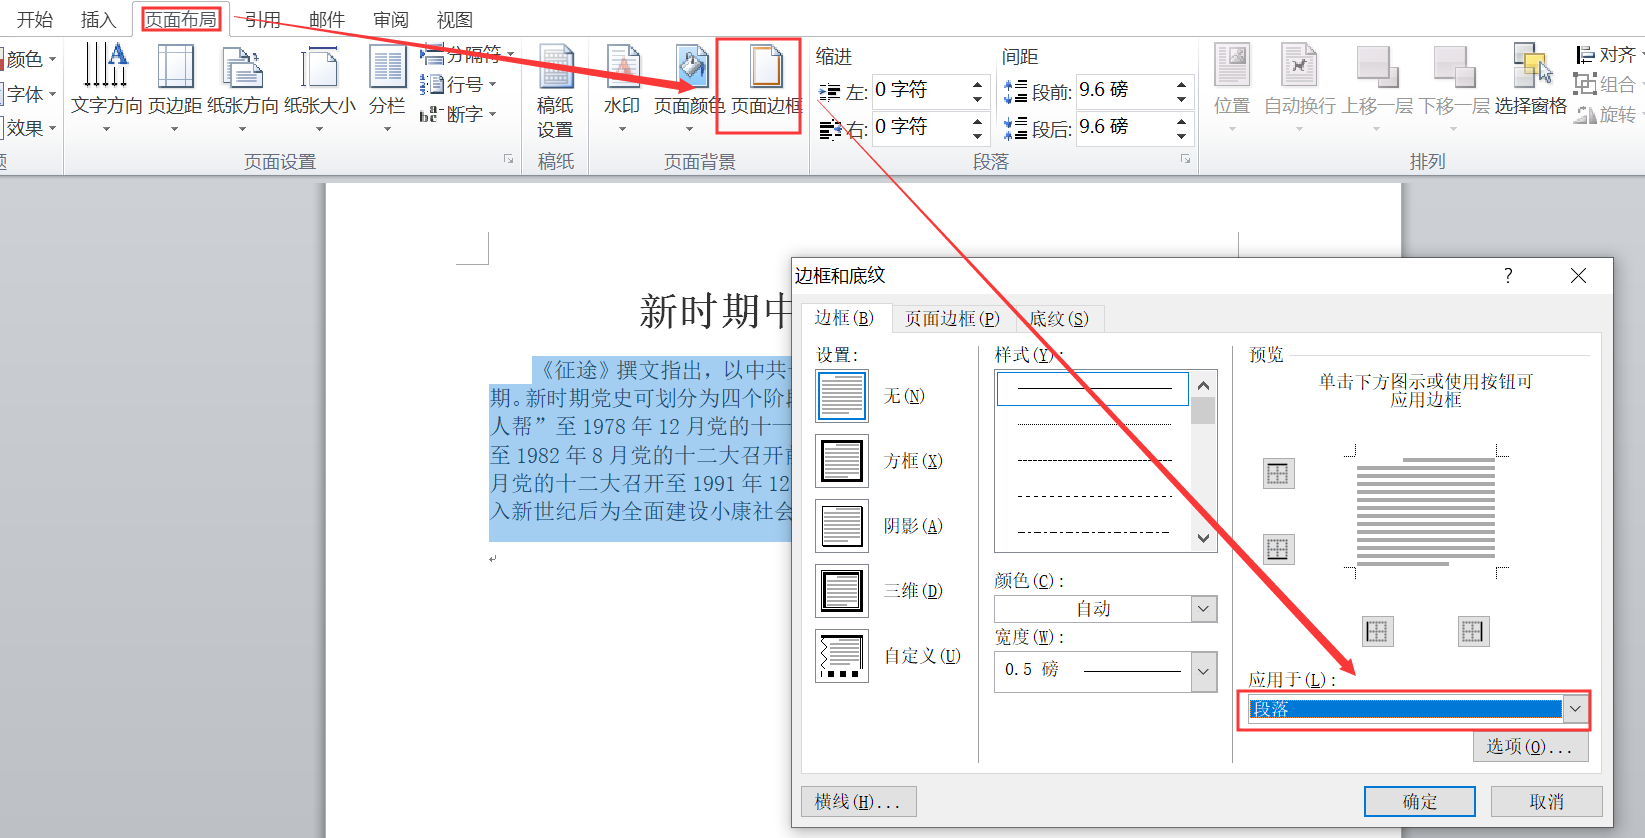 开始 插入 页面布局 引用 邮件 审阅 视图
颜色
字体
效果
文字方向 页边距 纸张方向 纸张大小 分栏
分隔符
行号
断字
页面设置
稿纸
设置
稿纸
水印 页面颜色 页面边框
页面背景
缩进
左: 0 字符
右: 0 字符
间距
段前: 9.6 磅
段后: 9.6 磅
段落
位置 自动换行 上移一层 下移一层 选择窗格
对齐
组合
旋转
排列
新时期中
《征途》撰文指出，以中共
期。新时期党史可划分为四个阶段
人帮”至 1978 年 12 月党的十一
至 1982 年 8 月党的十二大召开前
月党的十二大召开至 1991 年 12
入新世纪后为全面建设小康社会
边框和底纹
?
边框(B) 页面边框(P) 底纹(S)
设置:
无(N)
方框(X)
阴影(A)
三维(D)
自定义(U)
样式(Y):
颜色(C):
自动
宽度(W):
0.5 磅
预览
单击下方图示或使用按钮可
应用边框
应用于(L):
段落
选项(O)...
横线(H)...
确定
取消